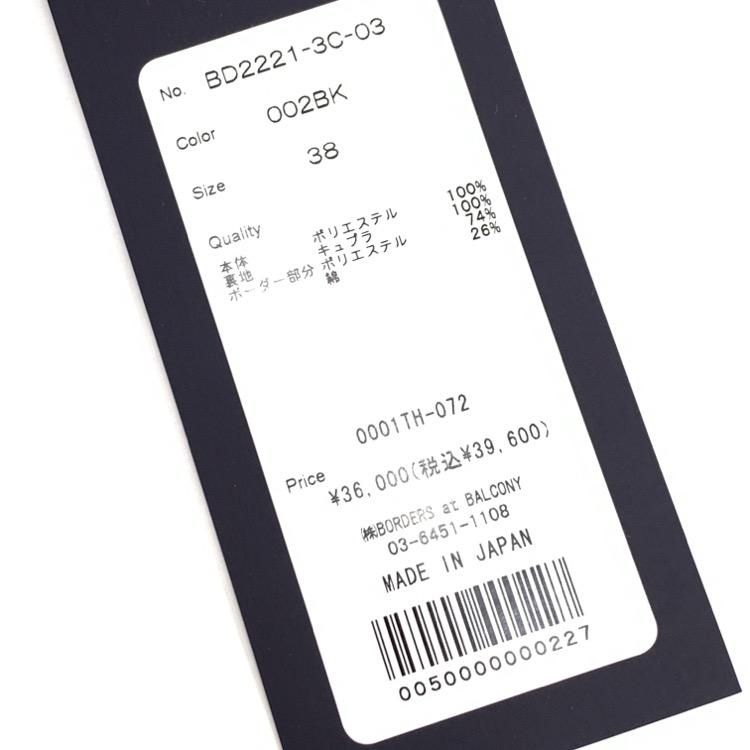 No. BD2221-3C-03
Color 002BK
Size 38
Quality
本体 ポリエステル 100%
裏地 キュプラ 100%
ボーダー部分 ポリエステル 74%
綿 26%
0001TH-072
Price ¥36,000(税込¥39,600)
㈱BORDERS at BALCONY
03-6451-1108
MADE IN JAPAN
0050000000227